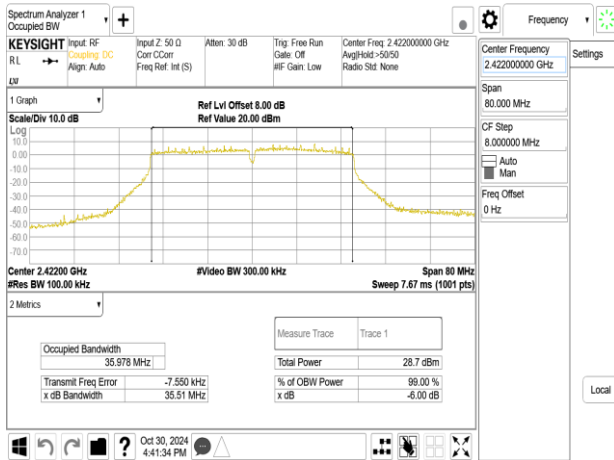 Spectrum Analyzer 1
Occupied BW
+
Frequency
KEYSIGHT
RL
LXI
Input: RF
Coupling: DC
Align: Auto
Input Z: 50 Ω
Corr CCorr
Freq Ref: Int (S)
Atten: 30 dB
Trig: Free Run
Gate: Off
#IF Gain: Low
Center Freq: 2.422000000 GHz
Avg|Hold:>50/50
Radio Std: None
Center Frequency
2.422000000 GHz
Settings
Span
80.000 MHz
CF Step
8.000000 MHz
Auto
Man
Freq Offset
0 Hz
Local
1 Graph
Scale/Div 10.0 dB
Ref Lvl Offset 8.00 dB
Ref Value 20.00 dBm
Log
10.0
0.00
-10.0
-20.0
-30.0
-40.0
-50.0
-60.0
-70.0
Center 2.42200 GHz
#Video BW 300.00 kHz
Span 80 MHz
#Res BW 100.00 kHz
Sweep 7.67 ms (1001 pts)
2 Metrics
Measure Trace
Trace 1
Occupied Bandwidth
35.978 MHz
Total Power
28.7 dBm
Transmit Freq Error
-7.550 kHz
% of OBW Power
99.00 %
x dB Bandwidth
35.51 MHz
x dB
-6.00 dB
?
Oct 30, 2024
4:41:34 PM